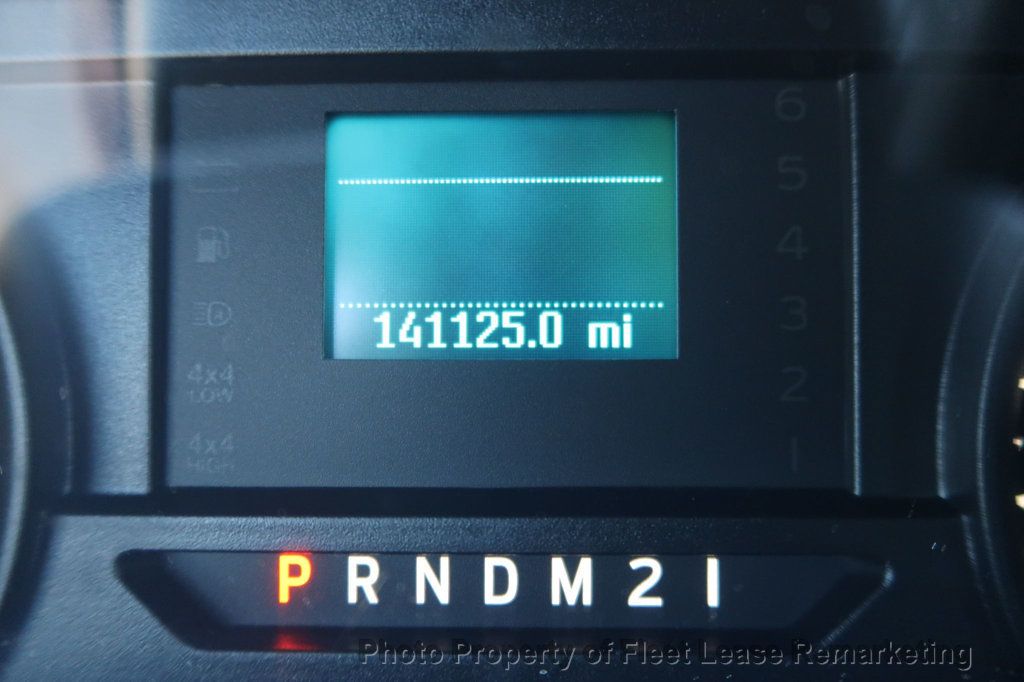 6
5
4
3
2
1
4x4
LOW
4x4
HIGH
141125.0 mi
P R N D M 2 1
Photo Property of Fleet Lease Remarketing